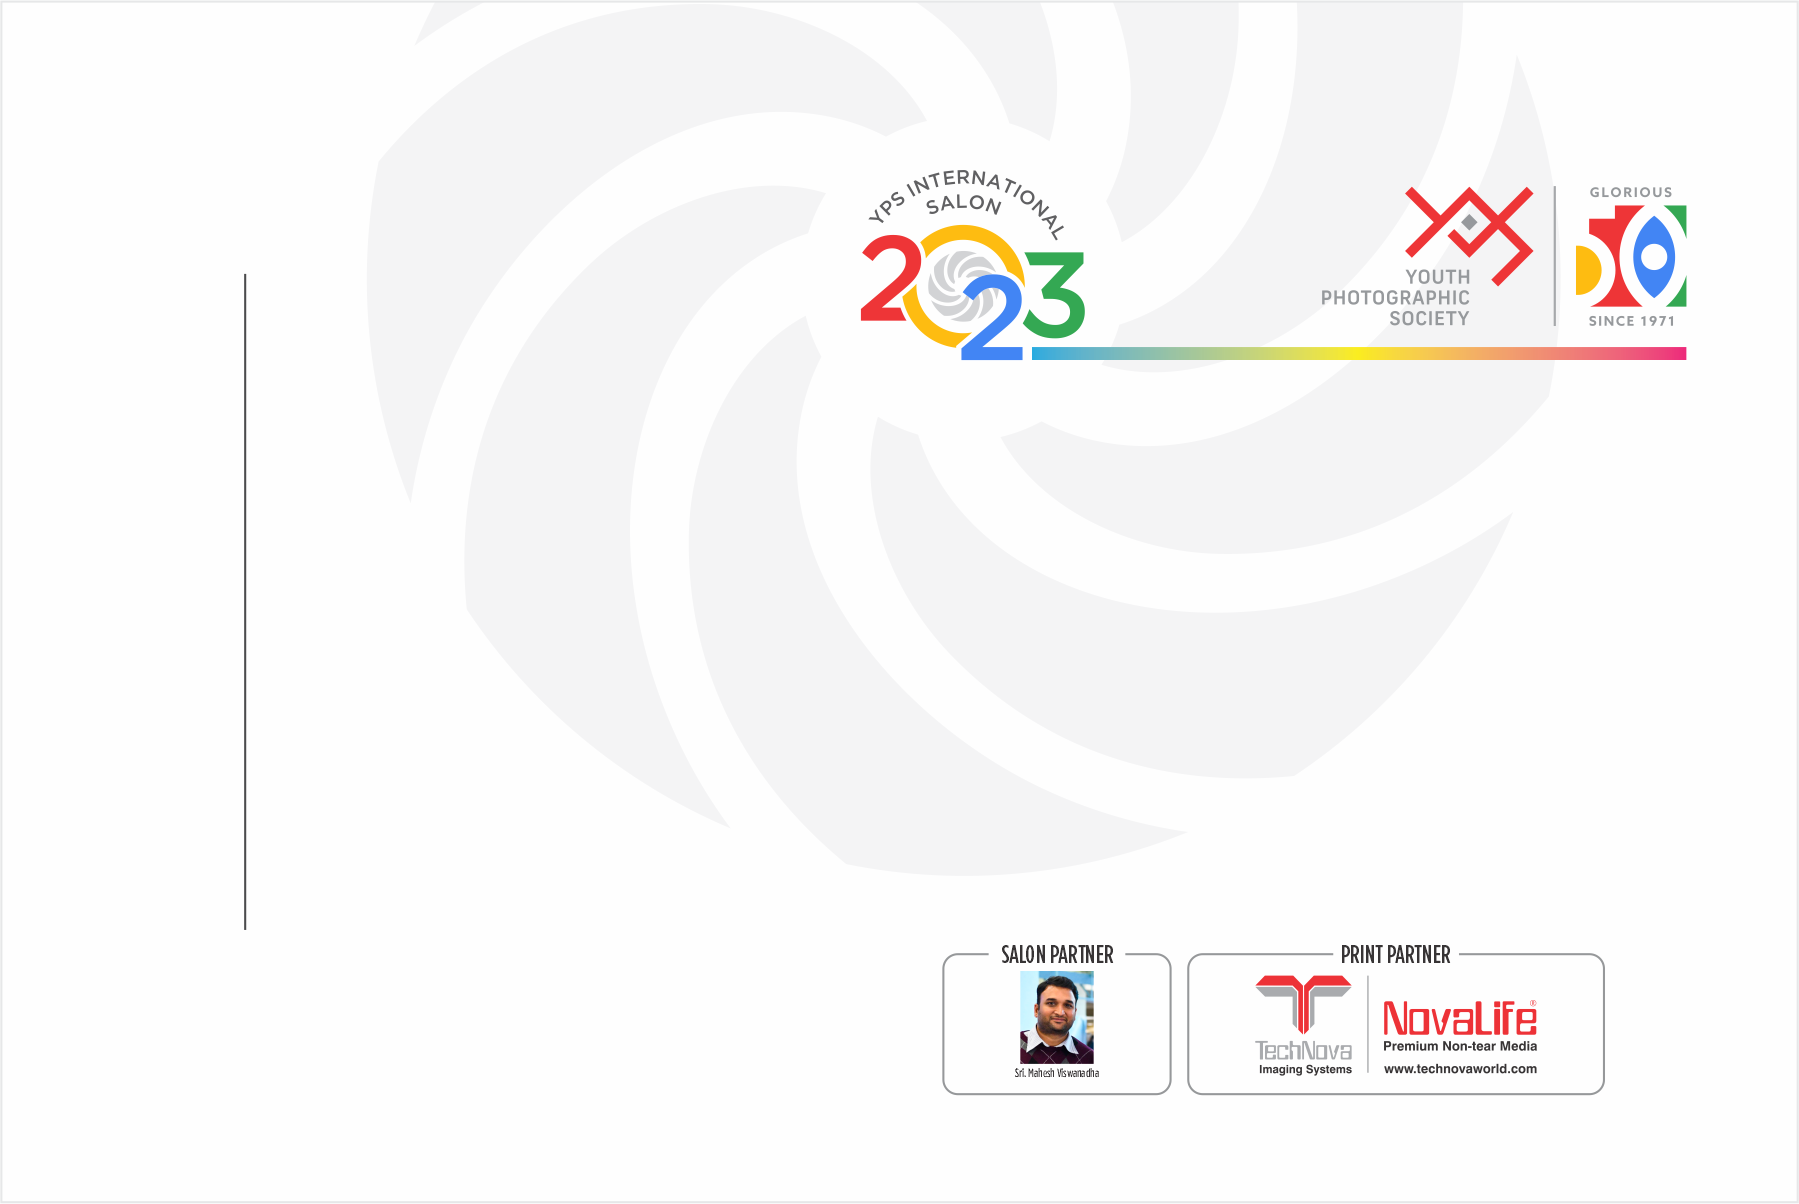 YPS INTERNATIONAL
SALON
2023
YOUTH
PHOTOGRAPHIC
SOCIETY
GLORIOUS
50
SINCE 1971
SALON PARTNER
Sri. Mahesh Viswanadha
PRINT PARTNER
TechNova
Imaging Systems
NovaLife®
Premium Non-tear Media
www.technovaworld.com